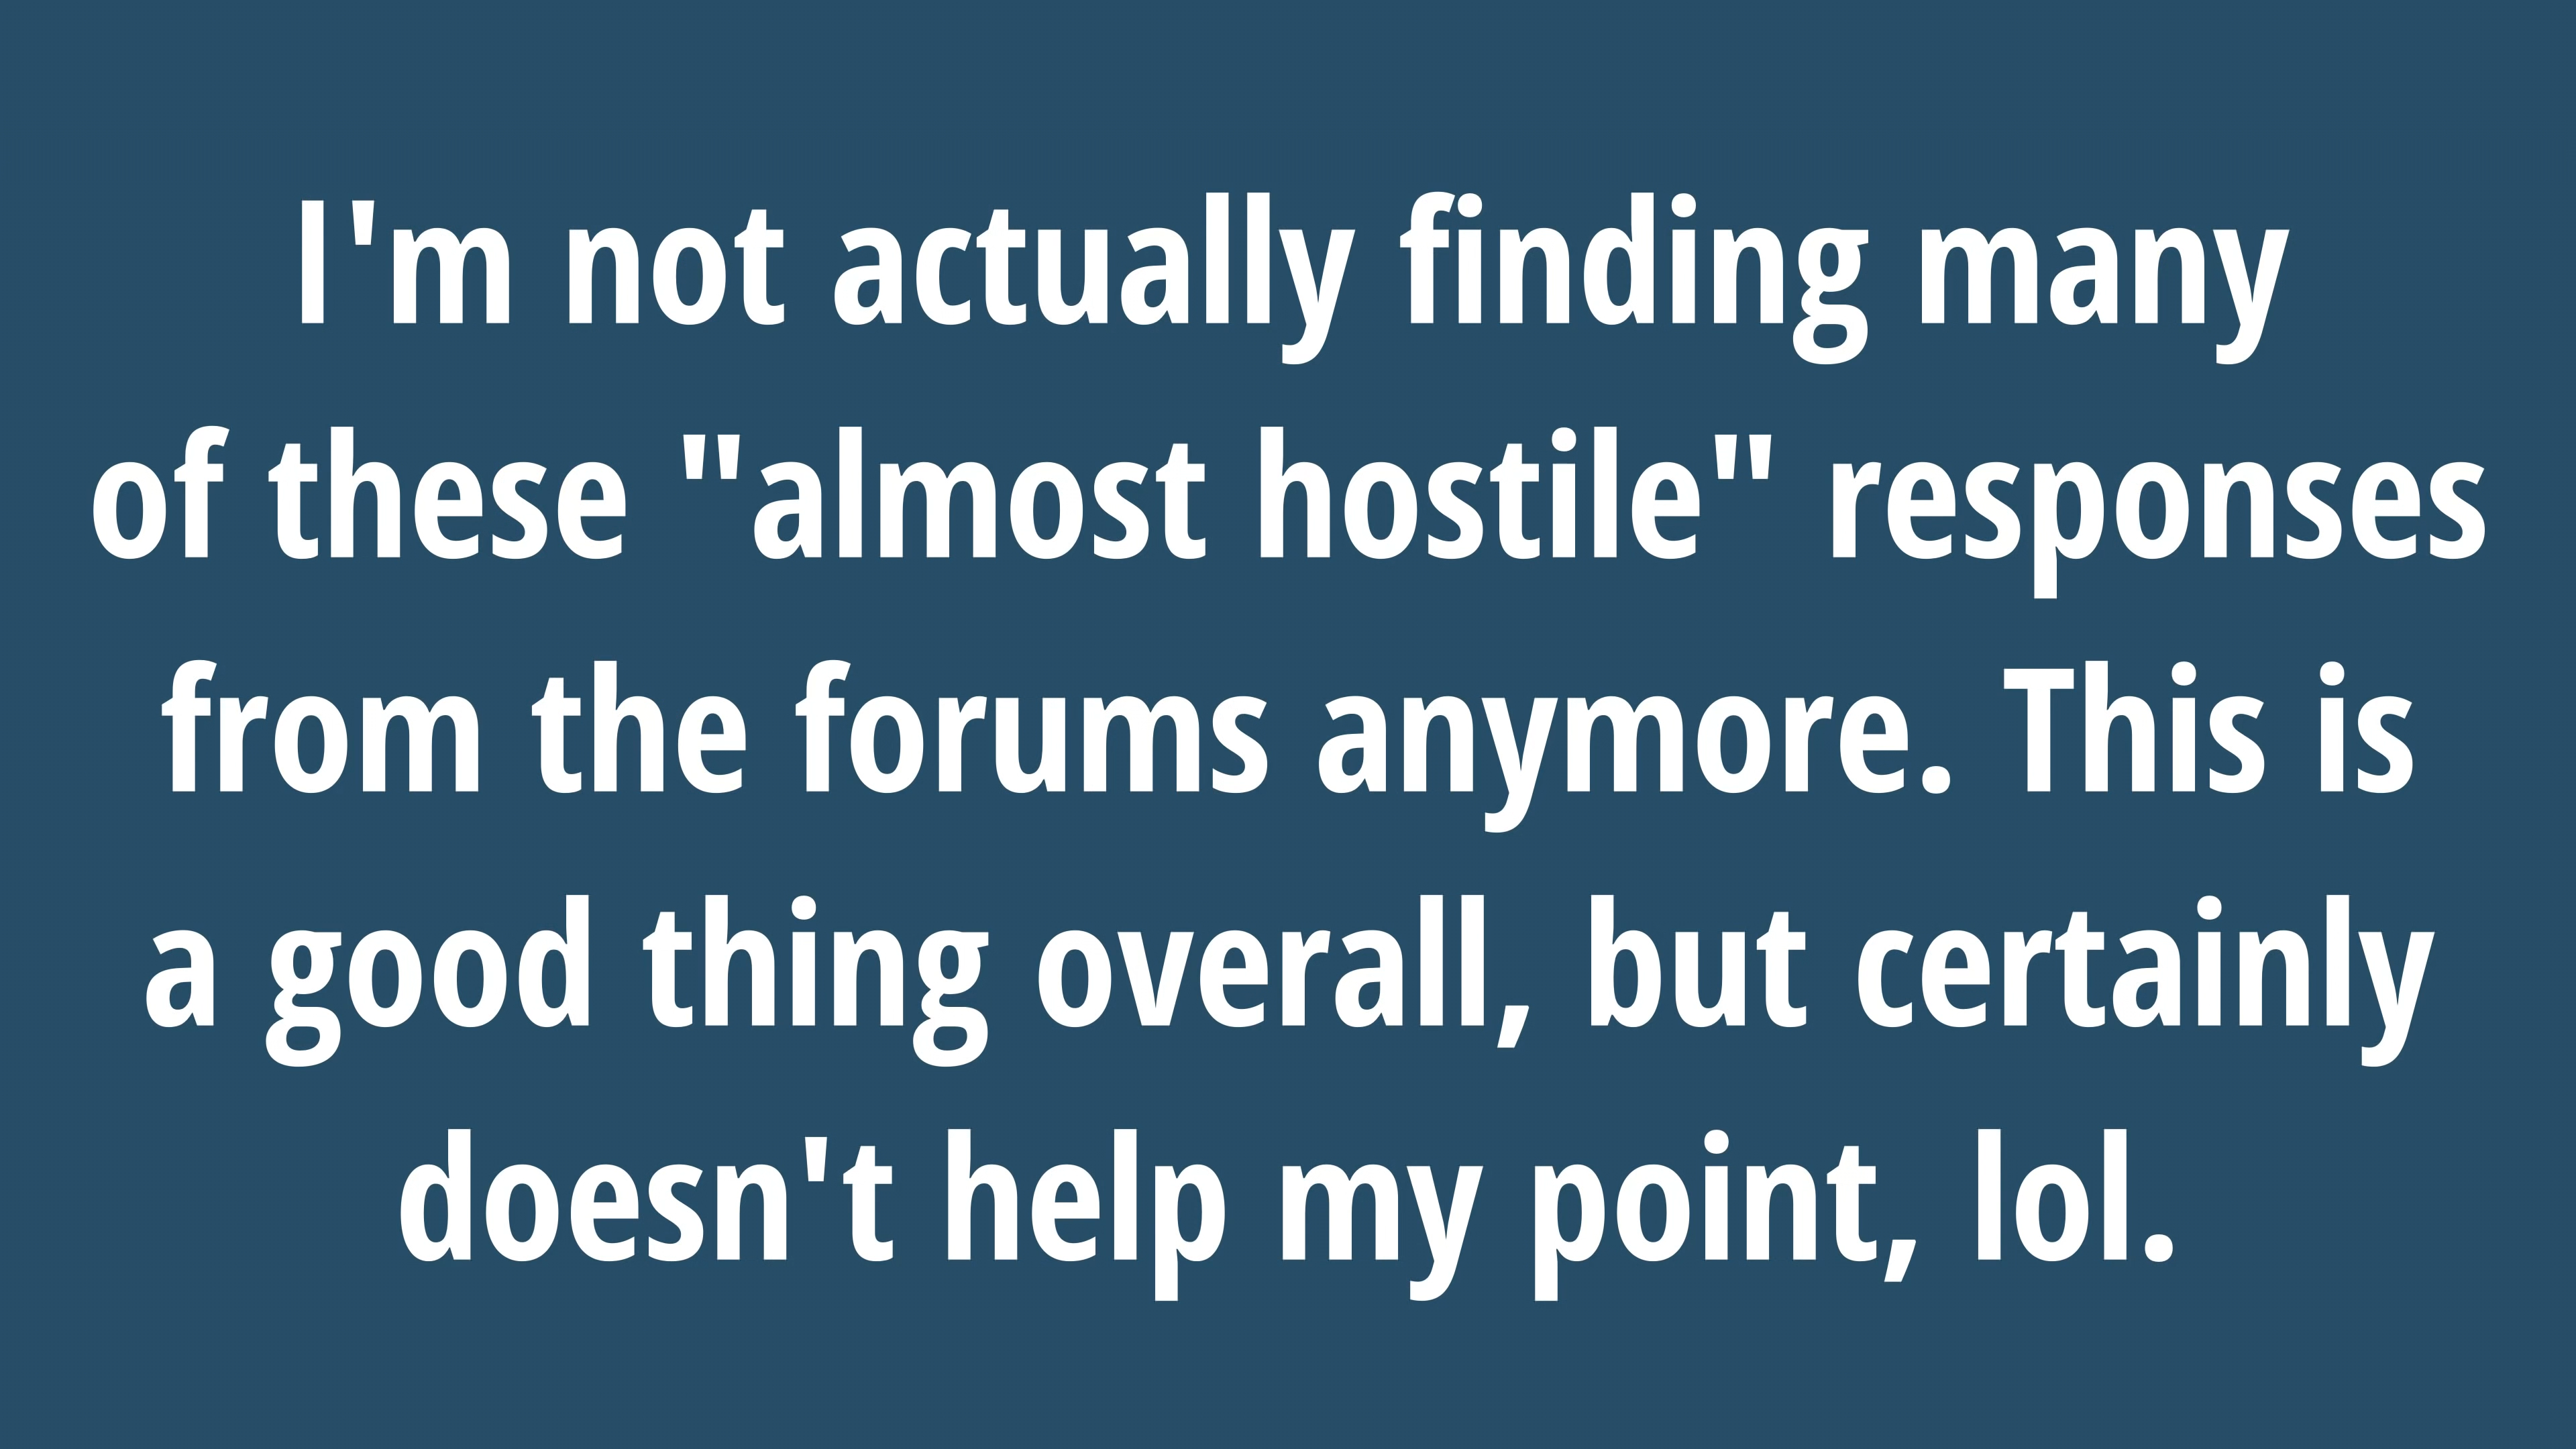 I'm not actually finding many
of these "almost hostile" responses
from the forums anymore. This is
a good thing overall, but certainly
doesn't help my point, lol.